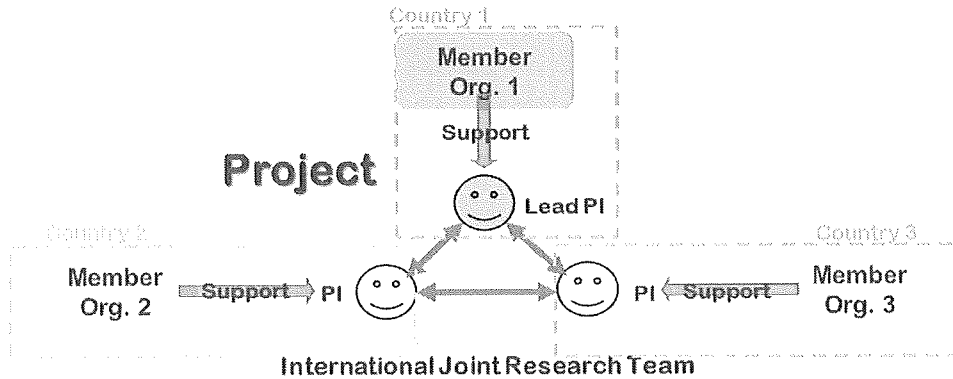 Country 1
Member
Org. 1
Support
Project
Lead PI
Country 2
Country 3
Member
Org. 2
Support
PI
PI
Support
Member
Org. 3
International Joint Research Team